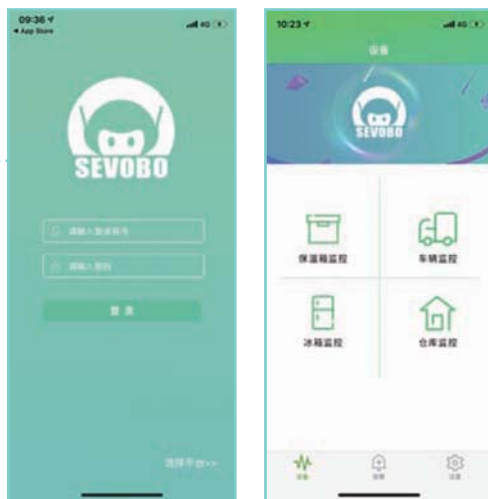 09:36
4G
App Store
SEVOBO
请输入登录账号
请输入密码
登录
选择平台>>
10:23
4G
设备
SEVOBO
保温箱监控
车辆监控
冰箱监控
仓库监控
设备
设置